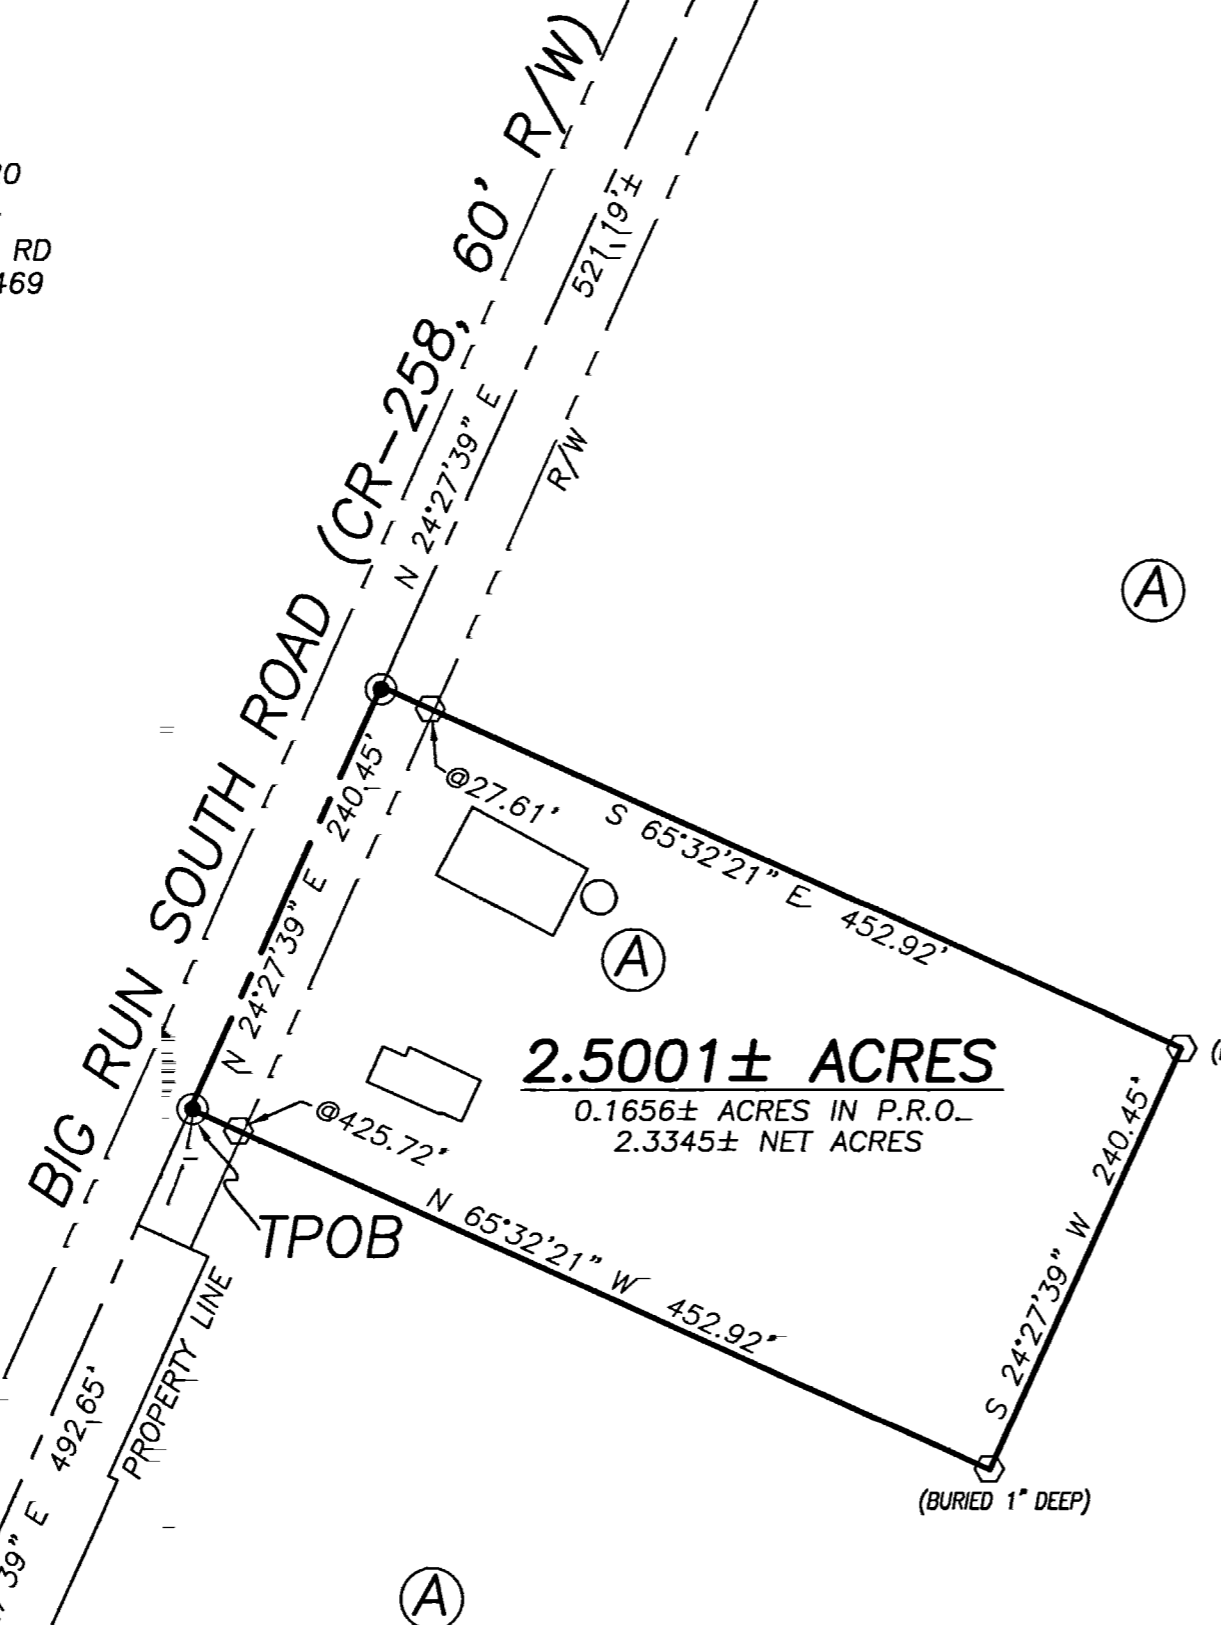 RD
BIG RUN SOUTH ROAD (CR-258, 60' R/W)
521.19'±
N 24°27'39" E
R/W
A
@27.61'
S 65°32'21" E 452.92'
N 24°27'39" E 240.45'
A
2.5001± ACRES
0.1656± ACRES IN P.R.O.
2.3345± NET ACRES
@425.72'
TPOB
N 65°32'21" W 452.92'
S 24°27'39" W 240.45'
PROPERTY LINE
39" E 492.65'
(BURIED 1" DEEP)
A